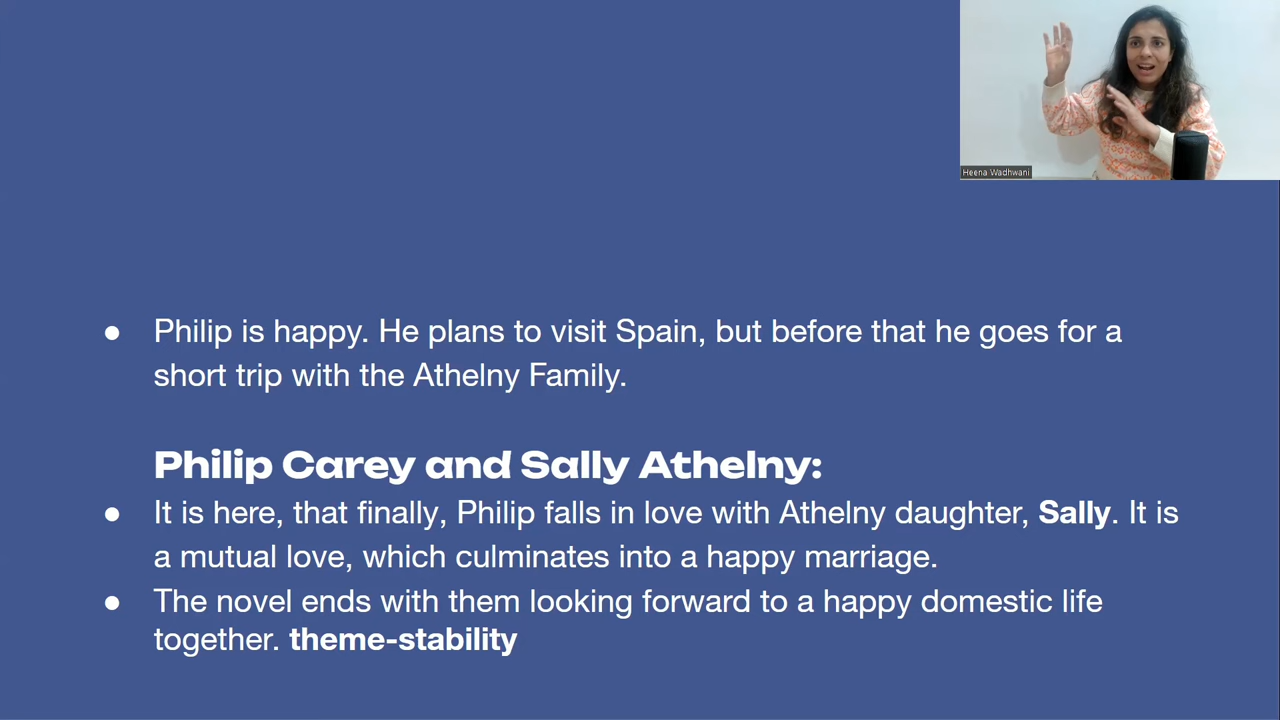 Heena Wadhwani
● Philip is happy. He plans to visit Spain, but before that he goes for a
short trip with the Athelny Family.
Philip Carey and Sally Athelny:
● It is here, that finally, Philip falls in love with Athelny daughter, Sally. It is
a mutual love, which culminates into a happy marriage.
● The novel ends with them looking forward to a happy domestic life
together. theme-stability